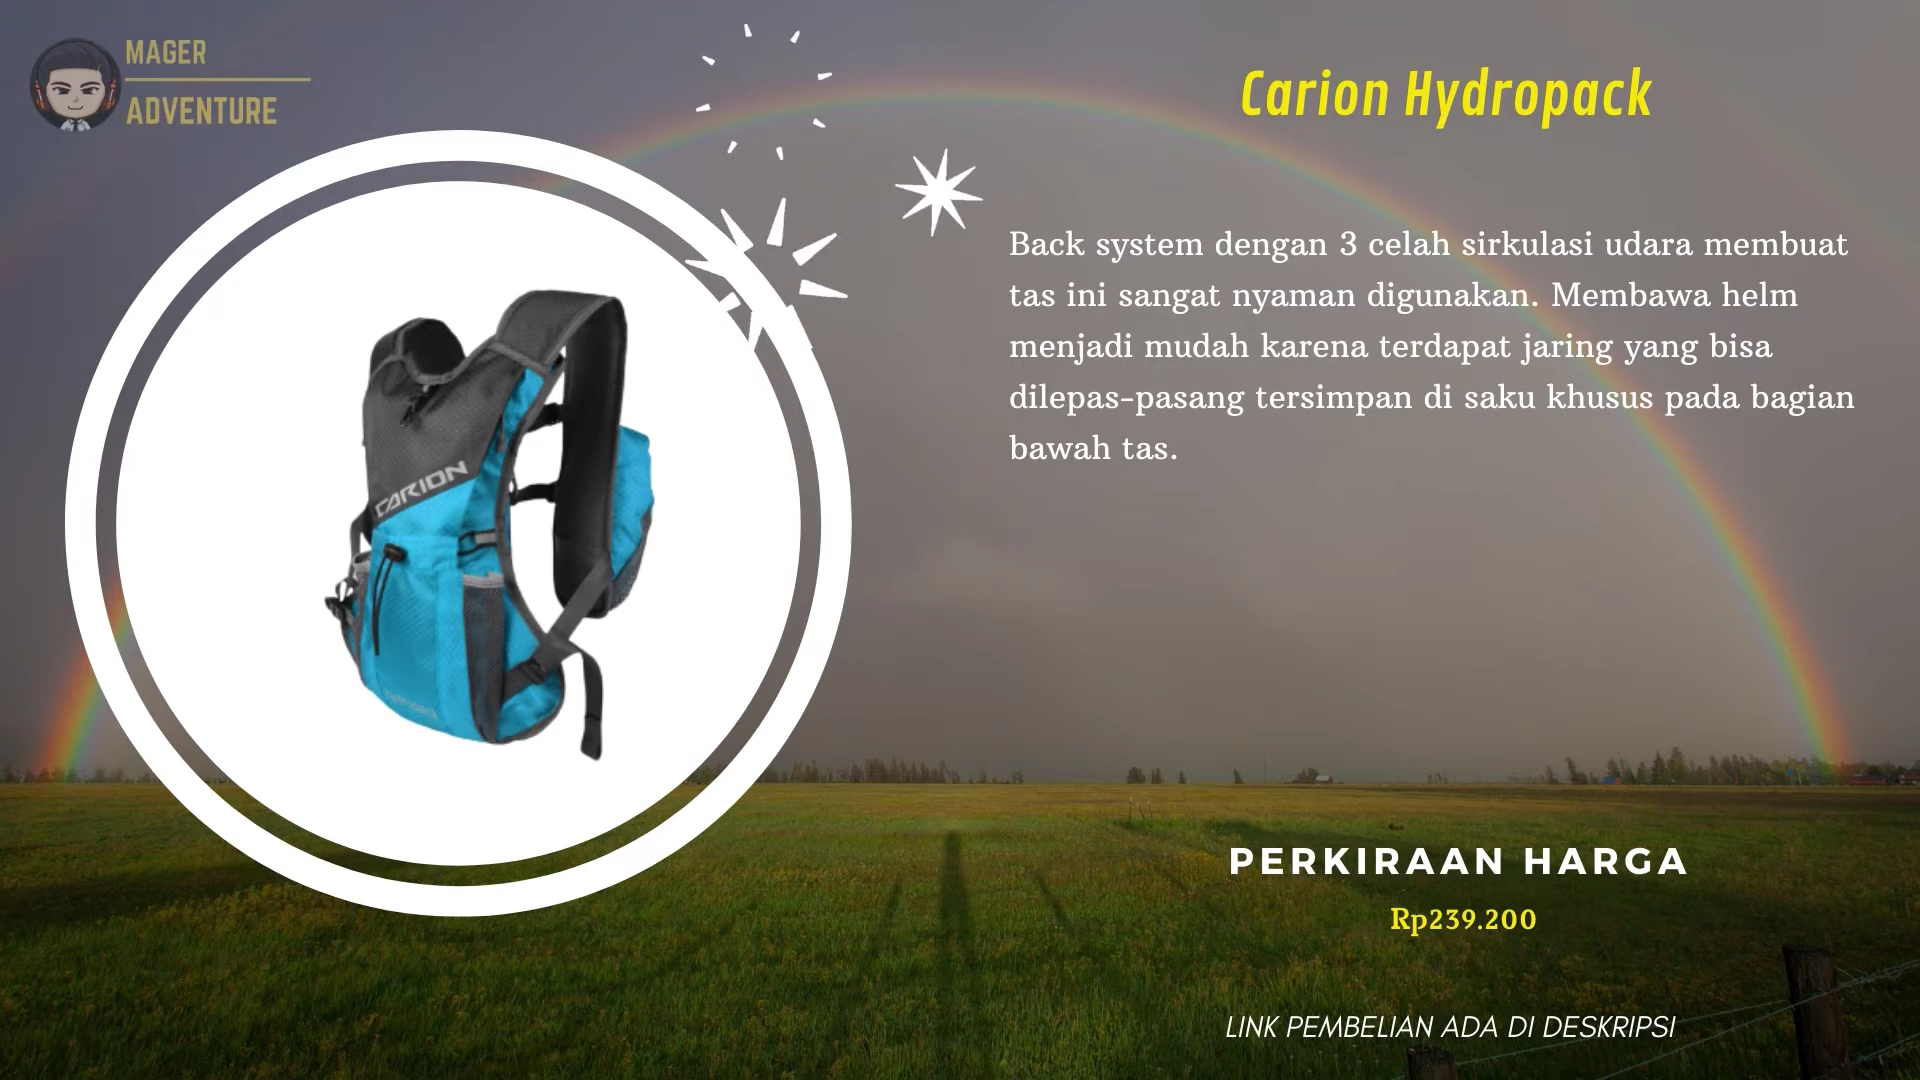 MAGER
ADVENTURE
Carion Hydropack
Back system dengan 3 celah sirkulasi udara membuat
tas ini sangat nyaman digunakan. Membawa helm
menjadi mudah karena terdapat jaring yang bisa
dilepas-pasang tersimpan di saku khusus pada bagian
bawah tas.
CARION
hydropack
PERKIRAAN HARGA
Rp239.200
LINK PEMBELIAN ADA DI DESKRIPSI